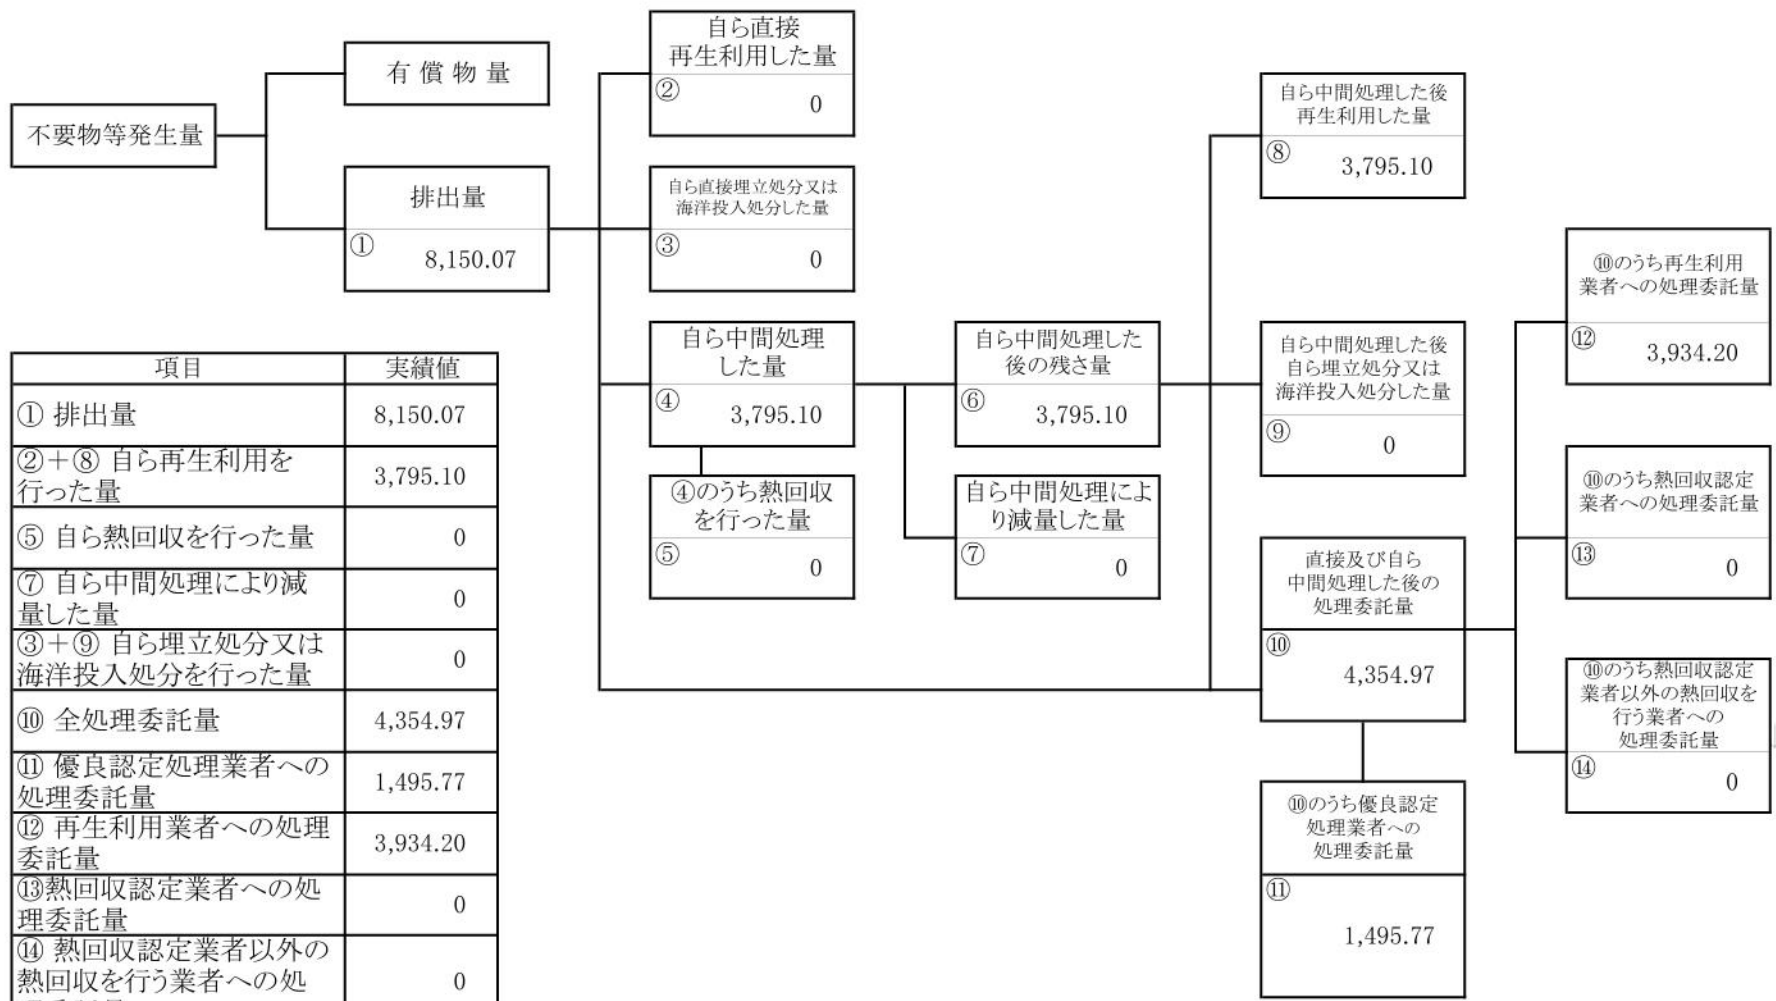 不要物等発生量
有償物量
排出量
①
8,150.07
自ら直接
再生利用した量
②
0
自ら直接埋立処分又は
海洋投入処分した量
③
0
自ら中間処理
した量
④
3,795.10
④のうち熱回収
を行った量
⑤
0
自ら中間処理した
後の残さ量
⑥
3,795.10
自ら中間処理によ
り減量した量
⑦
0
自ら中間処理した後
再生利用した量
⑧
3,795.10
自ら中間処理した後
自ら埋立処分又は
海洋投入処分した量
⑨
0
直接及び自ら
中間処理した後の
処理委託量
⑩
4,354.97
⑩のうち優良認定
処理業者への
処理委託量
⑪
1,495.77
⑩のうち再生利用
業者への処理委託量
⑫
3,934.20
⑩のうち熱回収認定
業者への処理委託量
⑬
0
⑩のうち熱回収認定
業者以外の熱回収を
行う業者への
処理委託量
⑭
0
項目 実績値
① 排出量 8,150.07
②+⑧ 自ら再生利用を
行った量 3,795.10
⑤ 自ら熱回収を行った量 0
⑦ 自ら中間処理により減
量した量 0
③+⑨ 自ら埋立処分又は
海洋投入処分を行った量 0
⑩ 全処理委託量 4,354.97
⑪ 優良認定処理業者への
処理委託量 1,495.77
⑫ 再生利用業者への処理
委託量 3,934.20
⑬熱回収認定業者への処
理委託量 0
⑭ 熱回収認定業者以外の
熱回収を行う業者への処 0